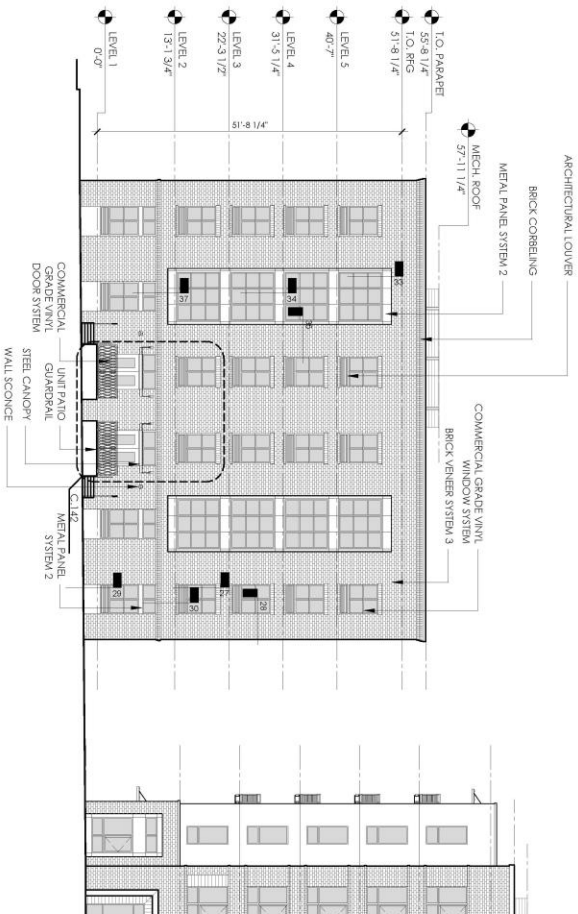 ARCHITECTURAL LOUVER
BRICK CORBELING
METAL PANEL SYSTEM 2
MECH. ROOF
57'-11 1/4"
T.O. PARAPET
55'-8 1/4"
T.O. RFG
51'-8 1/4"
LEVEL 5
40'-7"
LEVEL 4
31'-5 1/4"
LEVEL 3
22'-3 1/2"
LEVEL 2
13'-1 3/4"
LEVEL 1
0'-0"
51'-8 1/4"
COMMERCIAL GRADE VINYL
WINDOW SYSTEM
BRICK VENEER SYSTEM 3
33
34
37
28
27
30
29
COMMERCIAL
GRADE VINYL
DOOR SYSTEM
UNIT PATIO
GUARDRAIL
STEEL CANOPY
WALL SCONCE
C.142
METAL PANEL
SYSTEM 2